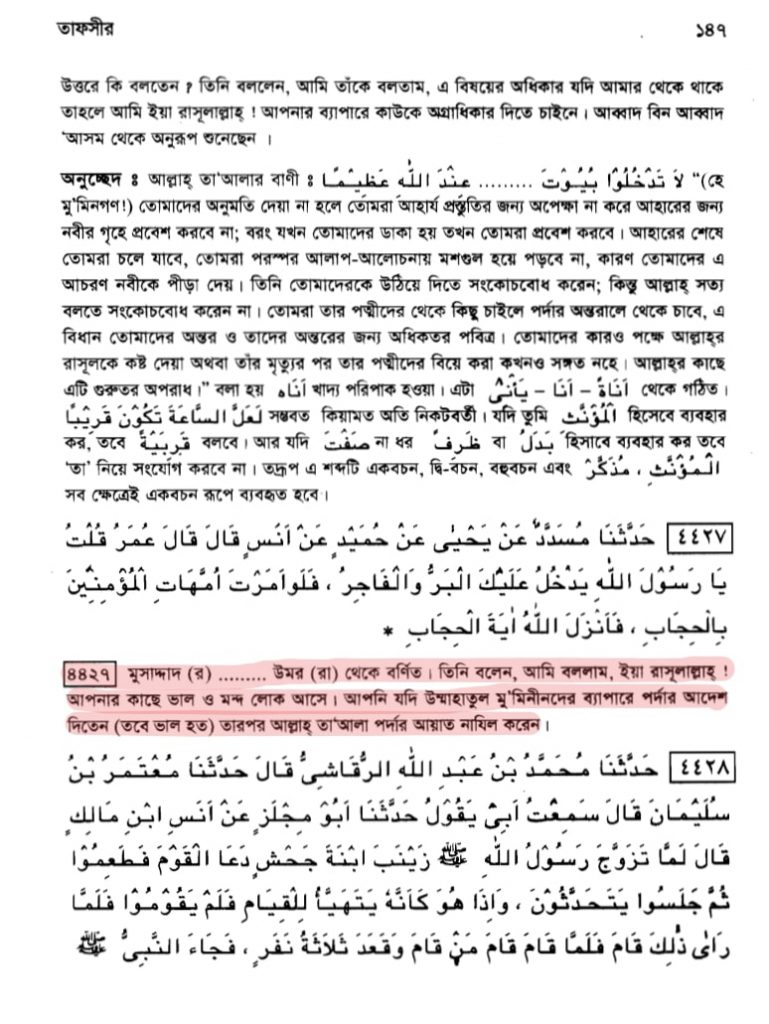 তাফসীর ১৪৭
উত্তরে কি বলতেন ? তিনি বললেন, আমি তাঁকে বলতাম, এ বিষয়ের অধিকার যদি আমার থেকে থাকে
তাহলে আমি ইয়া রাসূলাল্লাহ্ ! আপনার ব্যাপারে কাউকে অগ্রাধিকার দিতে চাইনে। আব্বাদ বিন আব্বাদ
'আসম থেকে অনুরূপ শুনেছেন ।
অনুচ্ছেদ ঃ আল্লাহ্ তা'আলার বাণী ঃ لاَ تَدْخُلُوْا بُيُوْتَ ......... عِنْدَ اللّٰهِ عَظِيْمًا "(হে
মু'মিনগণ!) তোমাদের অনুমতি দেয়া না হলে তোমরা আহার্য প্রস্তুতির জন্য অপেক্ষা না করে আহারের জন্য
নবীর গৃহে প্রবেশ করবে না; বরং যখন তোমাদের ডাকা হয় তখন তোমরা প্রবেশ করবে। আহারের শেষে
তোমরা চলে যাবে, তোমরা পরস্পর আলাপ-আলোচনায় মশগুল হয়ে পড়বে না, কারণ তোমাদের এ
আচরণ নবীকে পীড়া দেয়। তিনি তোমাদেরকে উঠিয়ে দিতে সংকোচবোধ করেন; কিন্তু আল্লাহ্ সত্য
বলতে সংকোচবোধ করেন না। তোমরা তার পত্মীদের থেকে কিছু চাইলে পর্দার অন্তরালে থেকে চাবে, এ
বিধান তোমাদের অন্তর ও তাদের অন্তরের জন্য অধিকতর পবিত্র। তোমাদের কারও পক্ষে আল্লাহ্‌র
রাসূলকে কষ্ট দেয়া অথবা তাঁর মৃত্যুর পর তার পত্মীদের বিয়ে করা কখনও সঙ্গত নহে। আল্লাহ্‌র কাছে
এটি গুরুতর অপরাধ।" বলা হয় اَنَاه খাদ্য পরিপাক হওয়া। এটা اَنَاةً - اَنَا - يَأنٰى থেকে গঠিত।
لَعَلَّ السَّاعَةَ تَكُوْنَ قَرِيْبًا সম্ভবত কিয়ামত অতি নিকটবর্তী। যদি তুমি الْمُؤَنَّث হিসেবে ব্যবহার
কর, তবে قَرِيْبَةً বলবে। আর যদি صِفَتْ না ধর ظَرف বা بَدَلُ হিসাবে ব্যবহার কর তবে
'তা' নিয়ে সংযোগ করবে না। তদ্রূপ এ শব্দটি একবচন, দ্বি-বচন, বহুবচন এবং الْمُؤَنَّثِ ، مُذَكَّر
সব ক্ষেত্রেই একবচন রূপে ব্যবহৃত হবে।
٤٤٢٧ حَدَّثَنَا مُسَدَّدٌ عَنْ يَحْيٰى عَنْ حُمَيْدٍ عَنْ اَنَسٍ قَالَ قَالَ عُمَرُ قُلْتُ
يَا رَسُوْلَ اللّٰهِ يَدْخُلُ عَلَيْكَ الْبَرُّ وَالْفَاجِرُ ، فَلَوْ اَمَرْتَ اُمَّهَاتِ الْمُؤْمِنِيْنَ
بِالْحِجَابِ ، فَاَنْزَلَ اللّٰهُ اٰيَةَ الْحِجَابِ *
৪৪২৭ মুসাদ্দাদ (র) ......... উমর (রা) থেকে বর্ণিত। তিনি বলেন, আমি বললাম, ইয়া রাসূলাল্লাহ্ !
আপনার কাছে ভাল ও মন্দ লোক আসে। আপনি যদি উম্মাহাতুল মু'মিনীনদের ব্যাপারে পর্দার আদেশ
দিতেন (তবে ভাল হত) তারপর আল্লাহ্ তা'আলা পর্দার আয়াত নাযিল করেন।
٤٤٢٨ حَدَّثَنَا مُحَمَّدُ بْنُ عَبْدِ اللّٰهِ الرَّقَاشِيُّ قَالَ حَدَّثَنَا مُعْتَمَرُ بْنُ
سُلَيْمَانَ قَالَ سَمِعْتُ اَبِيْ يَقُوْلُ حَدَّثَنَا اَبُوْ مِجْلَزٍ عَنْ اَنَسِ ابْنِ مَالِكٍ
قَالَ لَمَّا تَزَوَّجَ رَسُوْلُ اللّٰهِ ﷺ زَيْنَبَ ابْنَةَ جَحْشٍ دَعَا الْقَوْمَ فَطَعِمُوْا
ثُمَّ جَلَسُوا يَتَحَدَّثُوْنَ ، وَاِذَا هُوَ كَاَنَّهُ يَتَهَيَّأُ لِلْقِيَامِ فَلَمْ يَقُوْمُوْا فَلَمَّا
رَاٰى ذٰلِكَ قَامَ فَلَمَّا قَامَ قَامَ مَنْ قَامَ وَقَعَدَ ثَلاَثَةُ نَفَرٍ ، فَجَاءَ النَّبِيُّ ﷺ